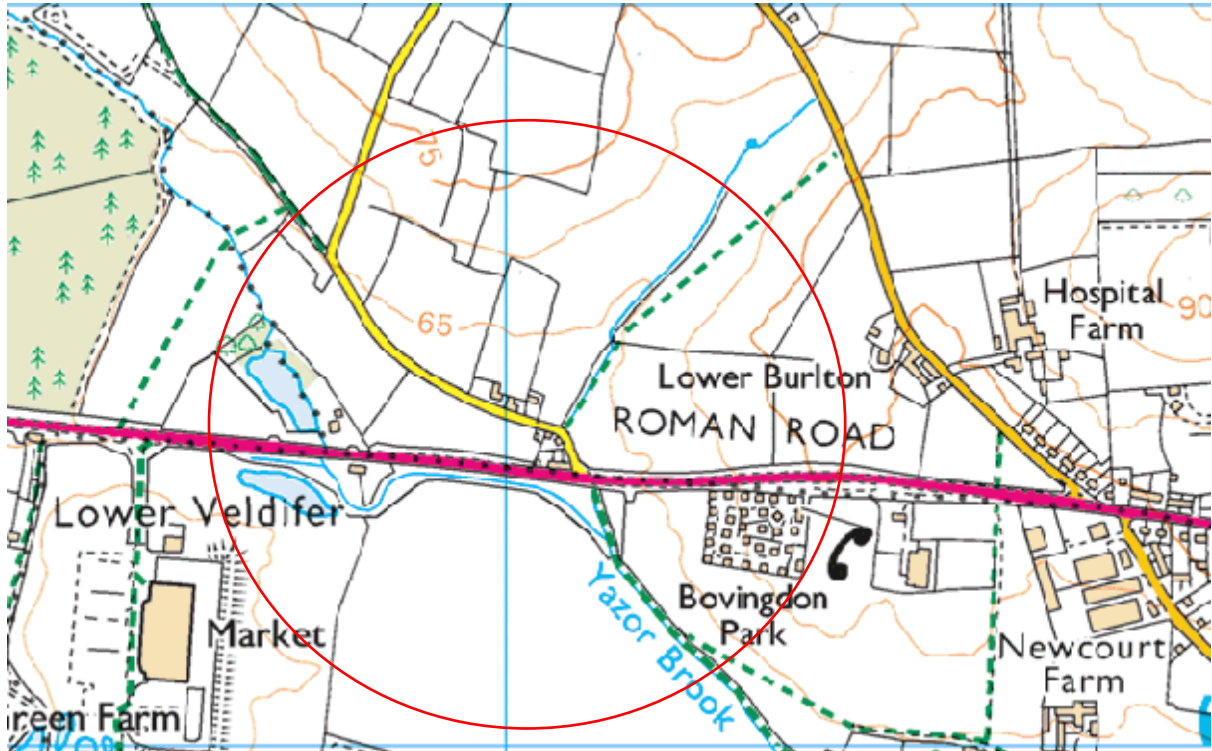 75
Hospital
Farm
90
65
Lower Burlton
ROMAN ROAD
Lower Veldifer
Bovingdon
Park
Yazor Brook
Market
Newcourt
Farm
reen Farm